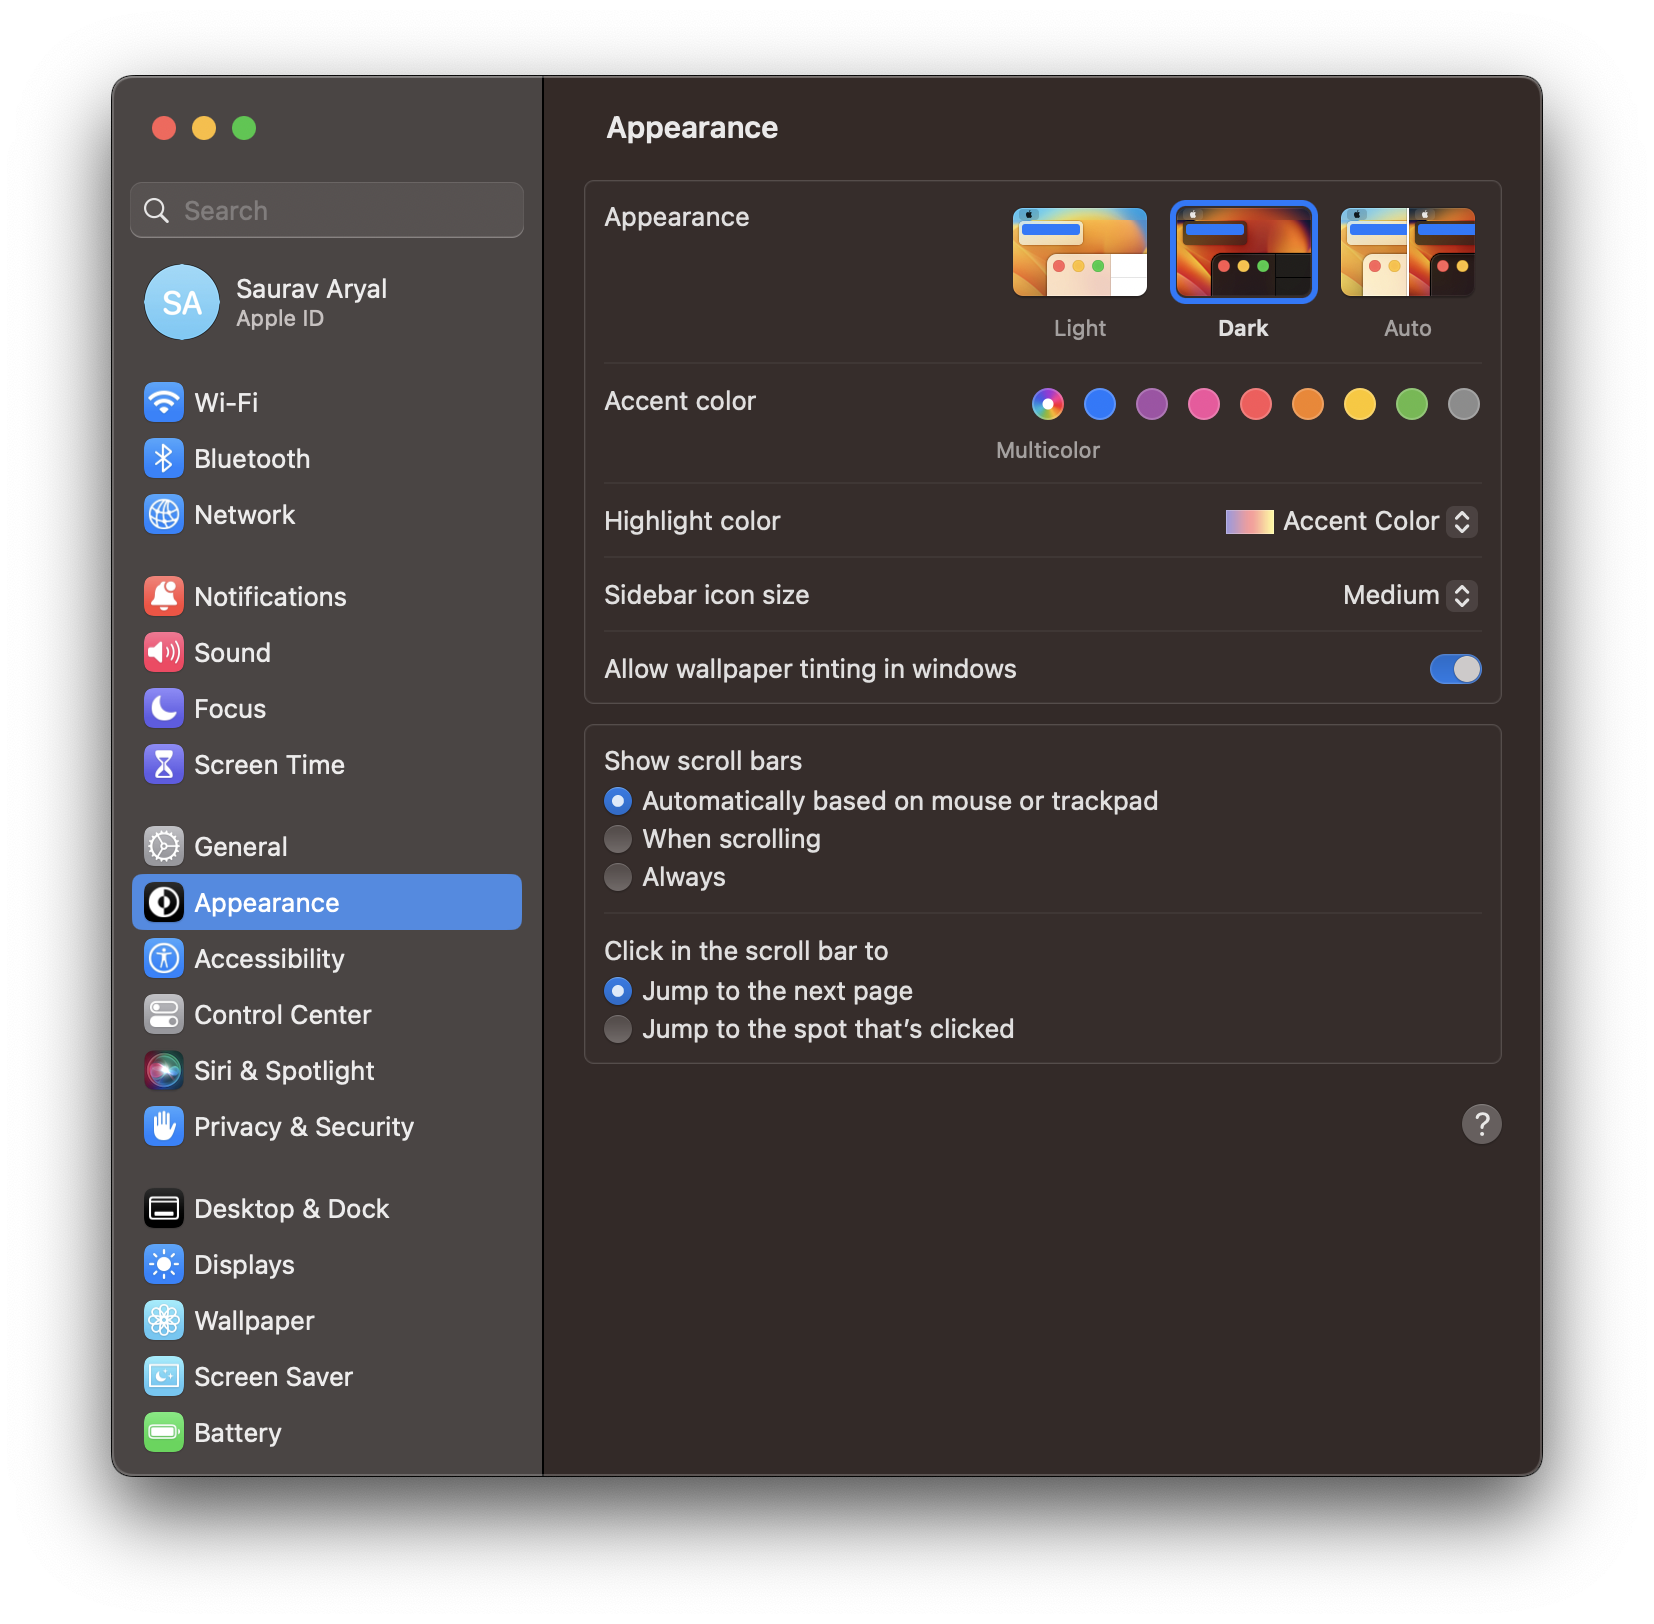 Appearance
Search
SA
Saurav Aryal
Apple ID
Wi-Fi
Bluetooth
Network
Notifications
Sound
Focus
Screen Time
General
Appearance
Accessibility
Control Center
Siri & Spotlight
Privacy & Security
Desktop & Dock
Displays
Wallpaper
Screen Saver
Battery
Appearance
Light
Dark
Auto
Accent color
Multicolor
Highlight color
Accent Color
Sidebar icon size
Medium
Allow wallpaper tinting in windows
Show scroll bars
Automatically based on mouse or trackpad
When scrolling
Always
Click in the scroll bar to
Jump to the next page
Jump to the spot that’s clicked
?